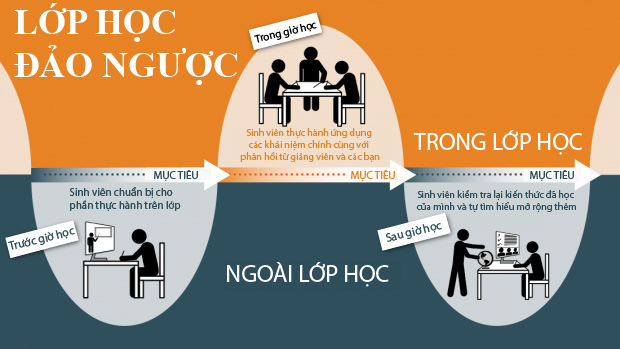 LỚP HỌC
ĐẢO NGƯỢC
Trong giờ học
Sinh viên thực hành ứng dụng
các khái niệm chính cùng với
phản hồi từ giảng viên và các bạn
TRONG LỚP HỌC
MỤC TIÊU
MỤC TIÊU
MỤC TIÊU
Sinh viên chuẩn bị cho
phần thực hành trên lớp
Trước giờ học
NGOÀI LỚP HỌC
Sinh viên kiểm tra lại kiến thức đã học
của mình và tự tìm hiểu mở rộng thêm
Sau giờ học